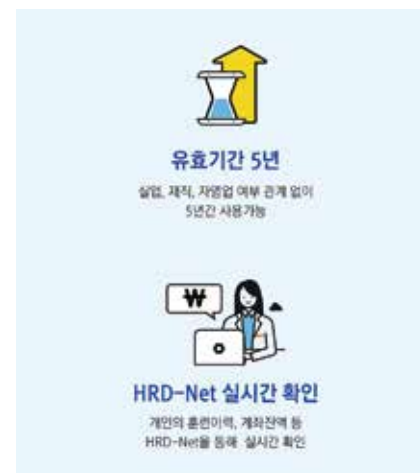 유효기간 5년
실업, 재직, 자영업 여부 관계 없이
5년간 사용가능
₩
HRD-Net 실시간 확인
개인의 훈련이력, 계좌잔액 등
HRD-Net을 통해 실시간 확인